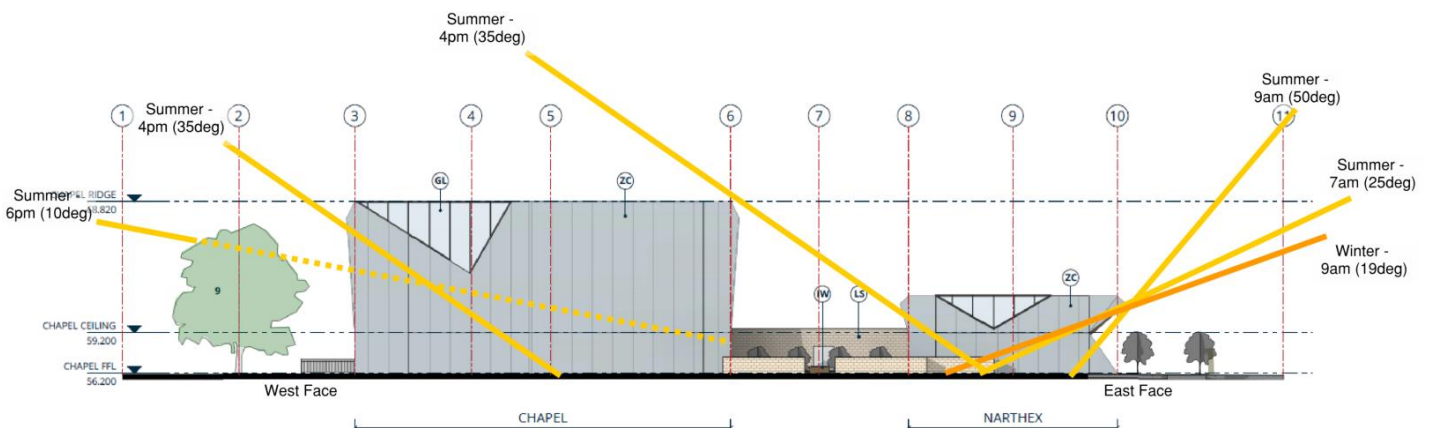 Summer -
4pm (35deg)
Summer -
9am (50deg)
1
Summer -
4pm (35deg)
2
3
4
5
6
7
8
9
10
11
Summer -
7am (25deg)
Summer -
6pm (10deg)
CHAPEL RIDGE
68.820
GL
ZC
Winter -
9am (19deg)
ZC
9
IW
LS
CHAPEL CEILING
59.200
CHAPEL FFL
56.200
West Face
East Face
CHAPEL
NARTHEX